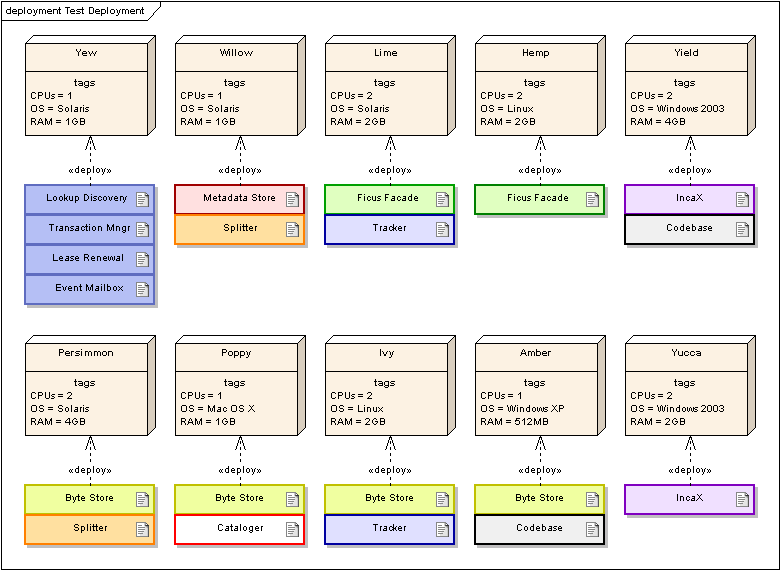 deployment Test Deployment
Yew
tags
CPUs = 1
OS = Solaris
RAM = 1GB
«deploy»
Lookup Discovery
Transaction Mngr
Lease Renewal
Event Mailbox
Willow
tags
CPUs = 1
OS = Solaris
RAM = 1GB
«deploy»
Metadata Store
Splitter
Lime
tags
CPUs = 2
OS = Solaris
RAM = 2GB
«deploy»
Ficus Facade
Tracker
Hemp
tags
CPUs = 2
OS = Linux
RAM = 2GB
«deploy»
Ficus Facade
Yield
tags
CPUs = 2
OS = Windows 2003
RAM = 4GB
«deploy»
IncaX
Codebase
Persimmon
tags
CPUs = 2
OS = Solaris
RAM = 4GB
«deploy»
Byte Store
Splitter
Poppy
tags
CPUs = 1
OS = Mac OS X
RAM = 1GB
«deploy»
Byte Store
Cataloger
Ivy
tags
CPUs = 2
OS = Linux
RAM = 2GB
«deploy»
Byte Store
Tracker
Amber
tags
CPUs = 1
OS = Windows XP
RAM = 512MB
«deploy»
Byte Store
Codebase
Yucca
tags
CPUs = 2
OS = Windows 2003
RAM = 2GB
«deploy»
IncaX